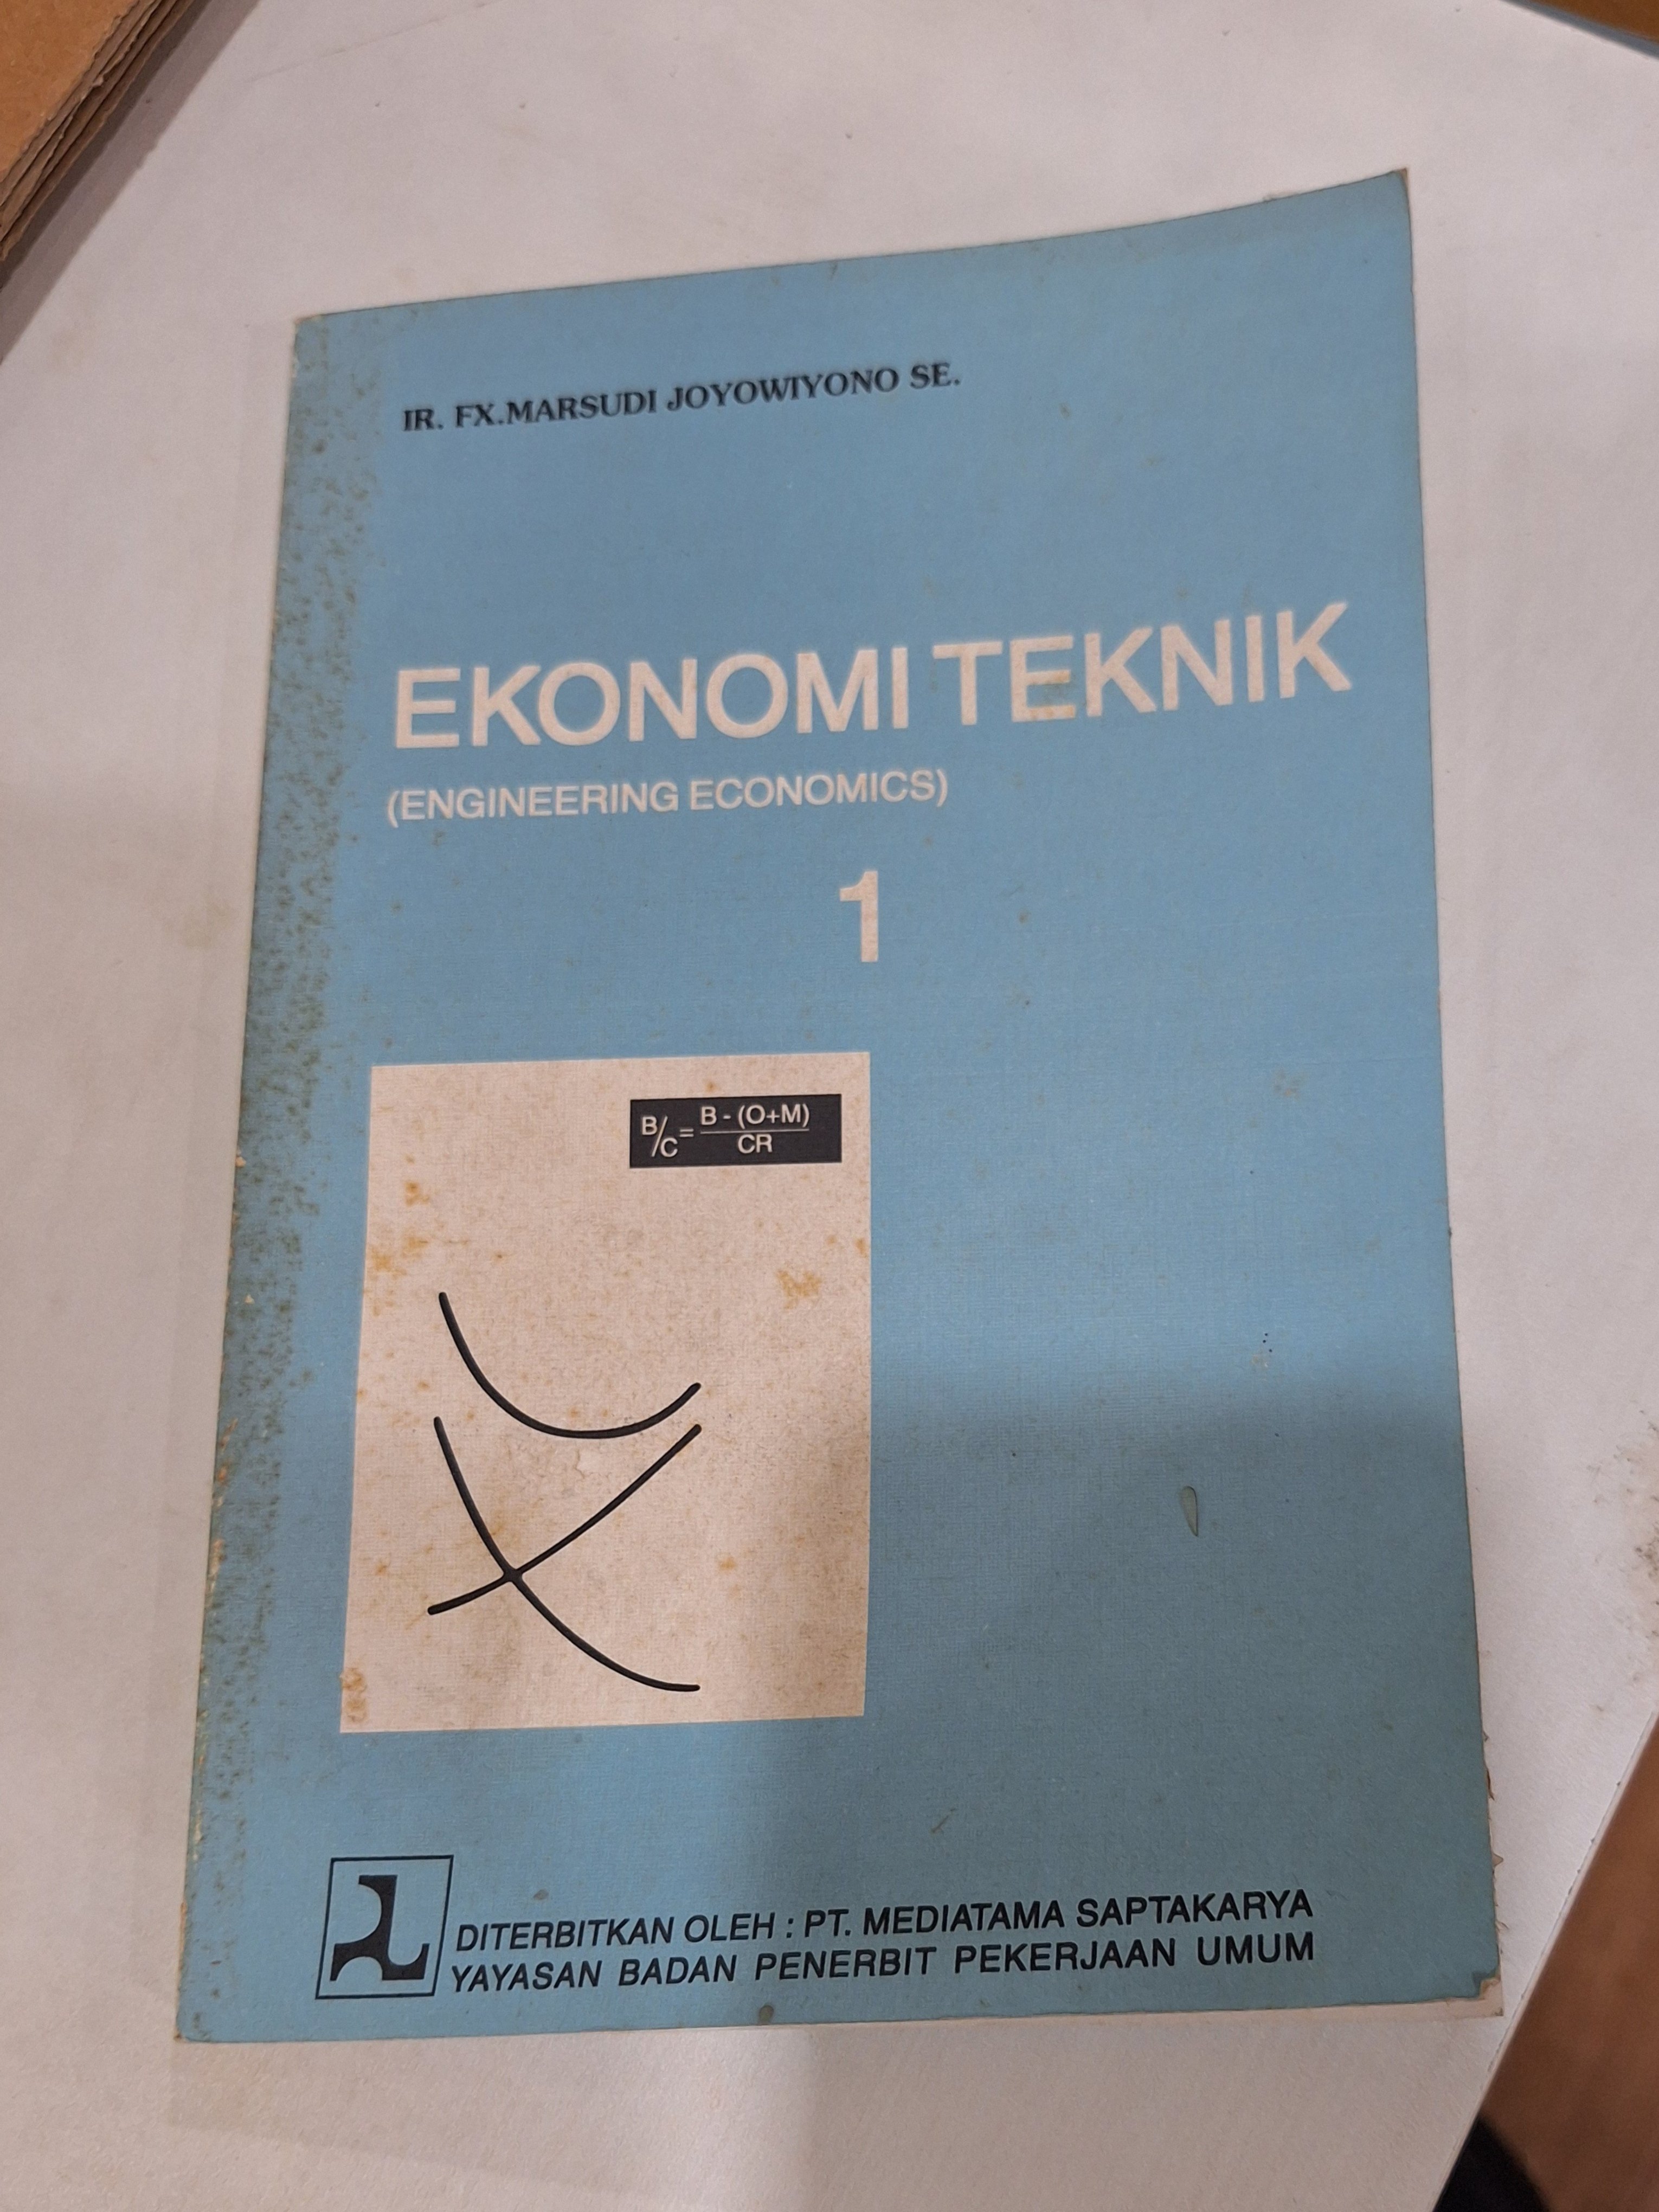 IR. FX.MARSUDI JOYOWIYONO SE.
EKONOMI TEKNIK
(ENGINEERING ECONOMICS)
1
B/C = B - (O+M)
CR
DITERBITKAN OLEH : PT. MEDIATAMA SAPTAKARYA
YAYASAN BADAN PENERBIT PEKERJAAN UMUM